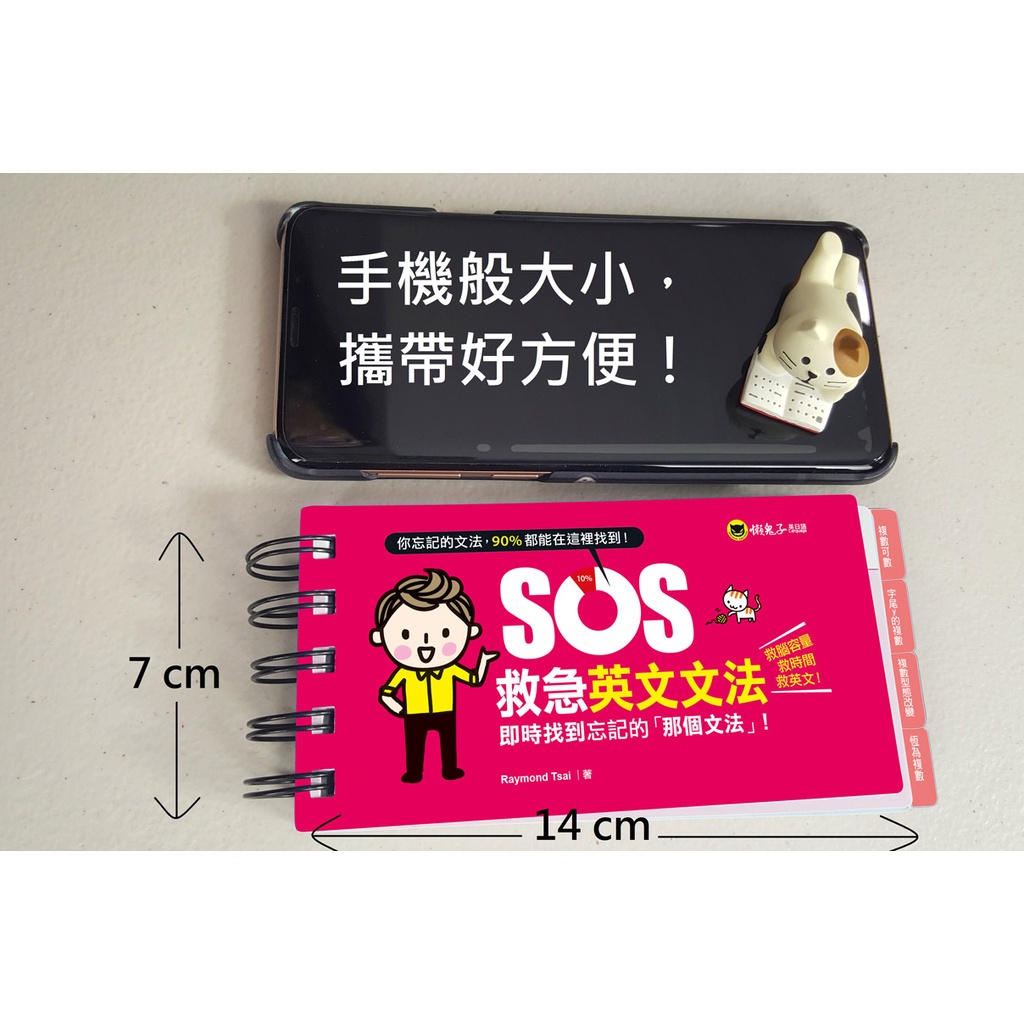 手機般大小，
攜帶好方便！
你忘記的文法，90%都能在這裡找到！
懶鬼子 英日語
Language
10%
SOS
救急英文文法
即時找到忘記的「那個文法」！
救腦容量
救時間
救英文！
Raymond Tsai｜著
複數可數
字尾y的複數
複數型態改變
恆為複數
7 cm
14 cm